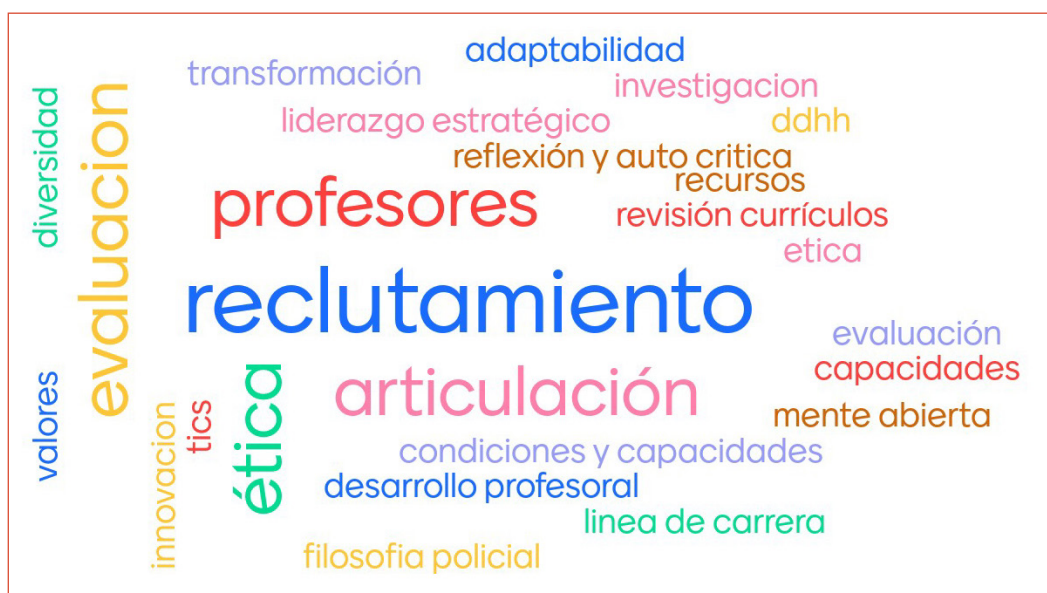 adaptabilidad
transformación
investigacion
liderazgo estratégico
ddhh
diversidad
evaluacion
reflexión y auto critica
recursos
profesores
revisión currículos
etica
reclutamiento
evaluación
capacidades
articulación
ética
valores
mente abierta
innovacion
tics
condiciones y capacidades
desarrollo profesoral
linea de carrera
filosofia policial